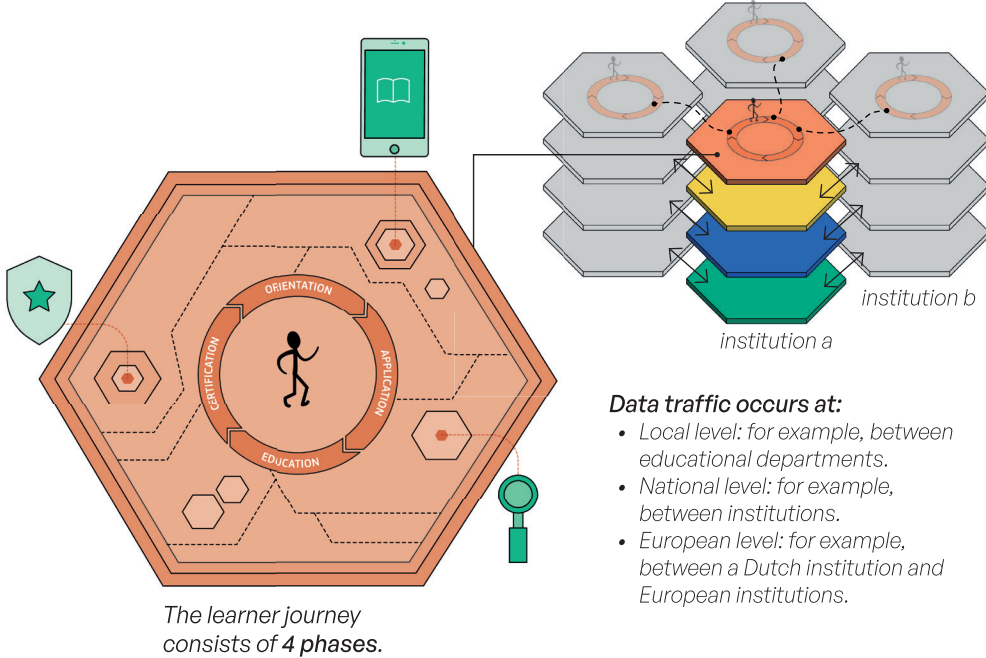 ORIENTATION
APPLICATION
EDUCATION
CERTIFICATION
The learner journey
consists of 4 phases.
institution b
institution a
Data traffic occurs at:
• Local level: for example, between
educational departments.
• National level: for example,
between institutions.
• European level: for example,
between a Dutch institution and
European institutions.